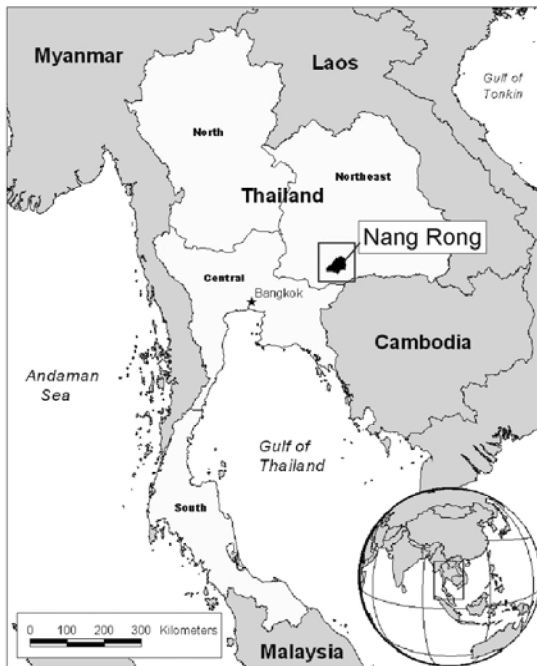 Myanmar
Laos
Gulf of
Tonkin
North
Northeast
Thailand
Nang Rong
Central
Bangkok
Cambodia
Andaman
Sea
Gulf of
Thailand
South
0 100 200 300 Kilometers
Malaysia